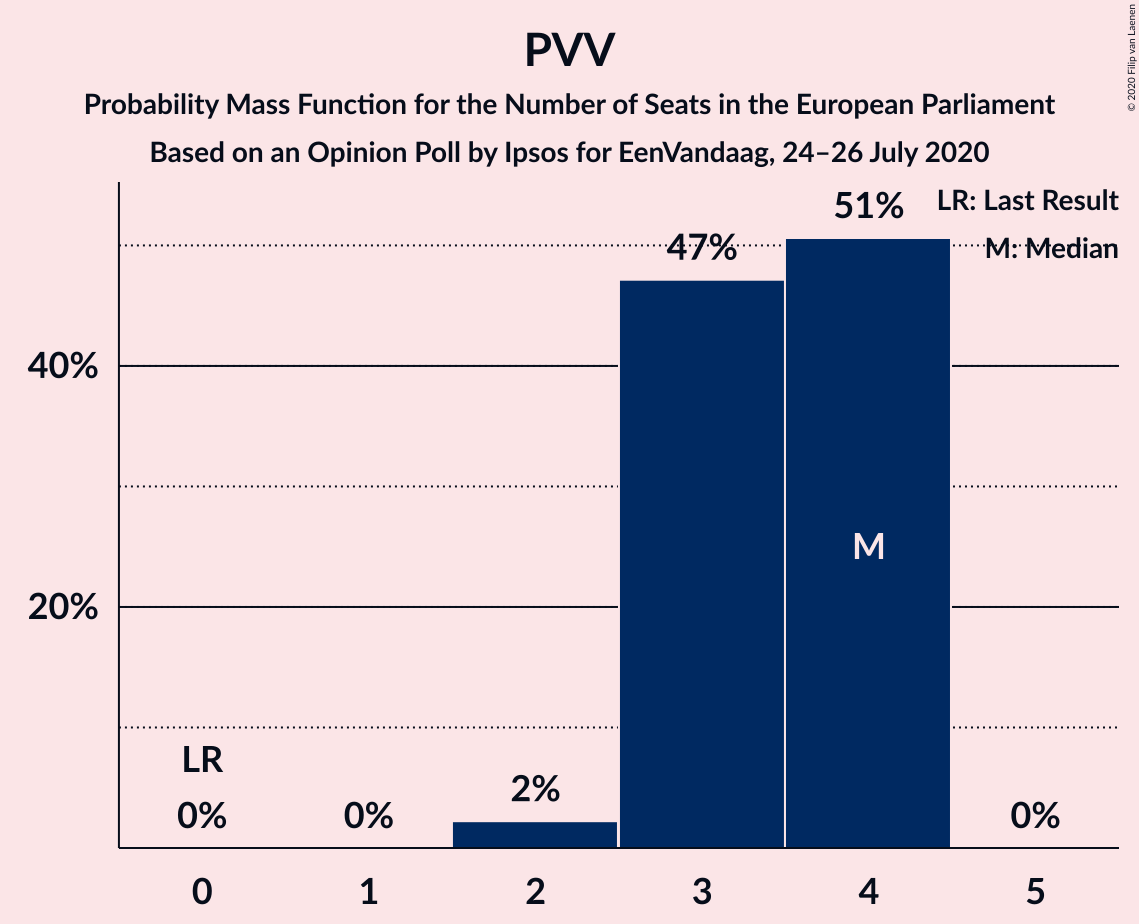 PVV
Probability Mass Function for the Number of Seats in the European Parliament
Based on an Opinion Poll by Ipsos for EenVandaag, 24–26 July 2020
© 2020 Filip van Laenen
LR: Last Result
M: Median
51%
47%
40%
M
20%
LR
2%
0%
0%
0%
0
1
2
3
4
5